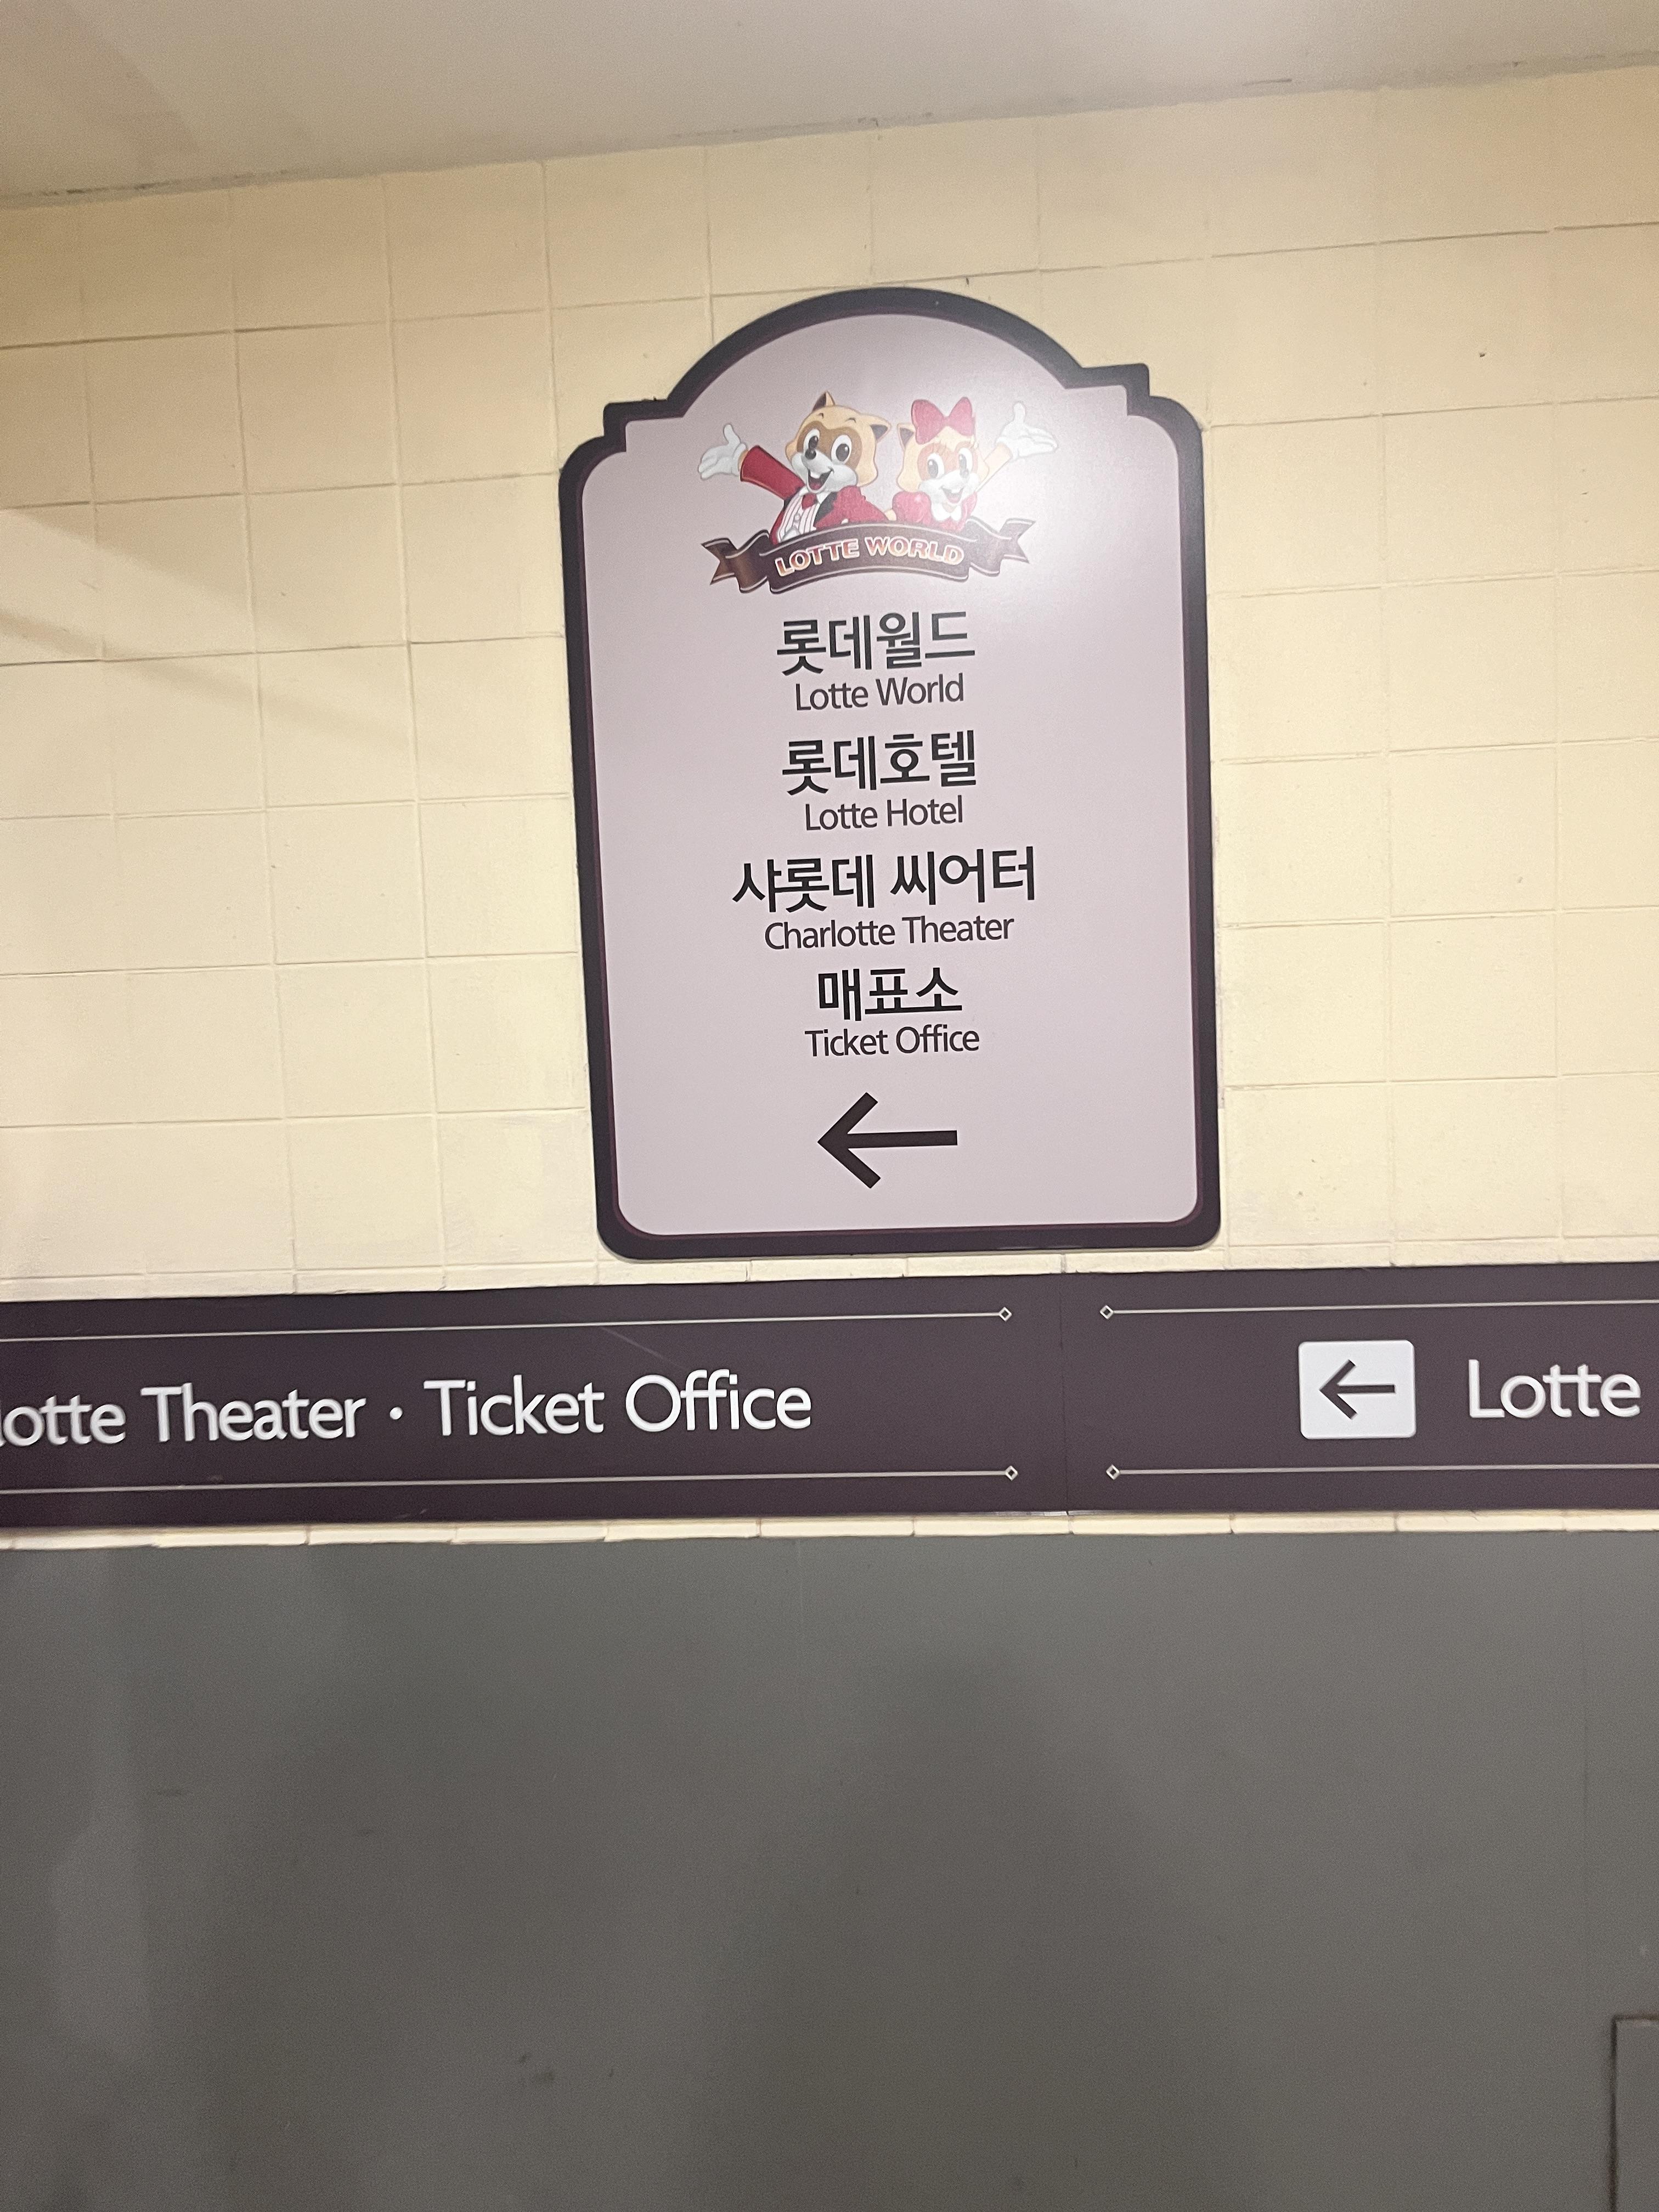 LOTTE WORLD
롯데월드
Lotte World
롯데호텔
Lotte Hotel
샤롯데 씨어터
Charlotte Theater
매표소
Ticket Office
Theater · Ticket Office
Lotte